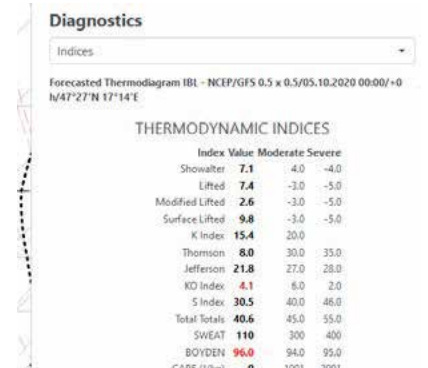 Diagnostics
Indices
Forecasted Thermodiagram IBL - NCEP/GFS 0.5 x 0.5/05.10.2020 00:00/+0
h/47°27'N 17°14'E
THERMODYNAMIC INDICES
Index Value Moderate Severe
Showalter 7.1 4.0 -4.0
Lifted 7.4 -3.0 -5.0
Modified Lifted 2.6 -3.0 -5.0
Surface Lifted 9.8 -3.0 -5.0
K Index 15.4 20.0
Thomson 8.0 30.0 35.0
Jefferson 21.8 27.0 28.0
KO Index 4.1 6.0 2.0
S Index 30.5 40.0 46.0
Total Totals 40.6 45.0 55.0
SWEAT 110 300 400
BOYDEN 96.0 94.0 95.0